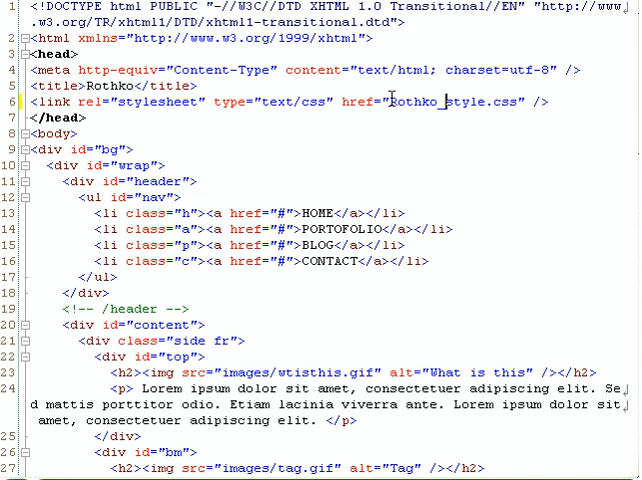 1 <!DOCTYPE html PUBLIC "-//W3C//DTD XHTML 1.0 Transitional//EN" "http://www
.w3.org/TR/xhtml1/DTD/xhtml1-transitional.dtd">
2 <html xmlns="http://www.w3.org/1999/xhtml">
3 <head>
4 <meta http-equiv="Content-Type" content="text/html; charset=utf-8" />
5 <title>Rothko</title>
6 <link rel="stylesheet" type="text/css" href="Rothko_style.css" />
7 </head>
8 <body>
9 <div id="bg">
10 <div id="wrap">
11 <div id="header">
12 <ul id="nav">
13 <li class="h"><a href="#">HOME</a></li>
14 <li class="a"><a href="#">PORTOFOLIO</a></li>
15 <li class="p"><a href="#">BLOG</a></li>
16 <li class="c"><a href="#">CONTACT</a></li>
17 </ul>
18 </div>
19 <!-- /header -->
20 <div id="content">
21 <div class="side fr">
22 <div id="top">
23 <h2><img src="images/wtisthis.gif" alt="What is this" /></h2>
24 <p> Lorem ipsum dolor sit amet, consectetuer adipiscing elit. Se
d mattis porttitor odio. Etiam lacinia viverra ante. Lorem ipsum dolor sit
amet, consectetuer adipiscing elit. </p>
25 </div>
26 <div id="bm">
27 <h2><img src="images/tag.gif" alt="Tag" /></h2>